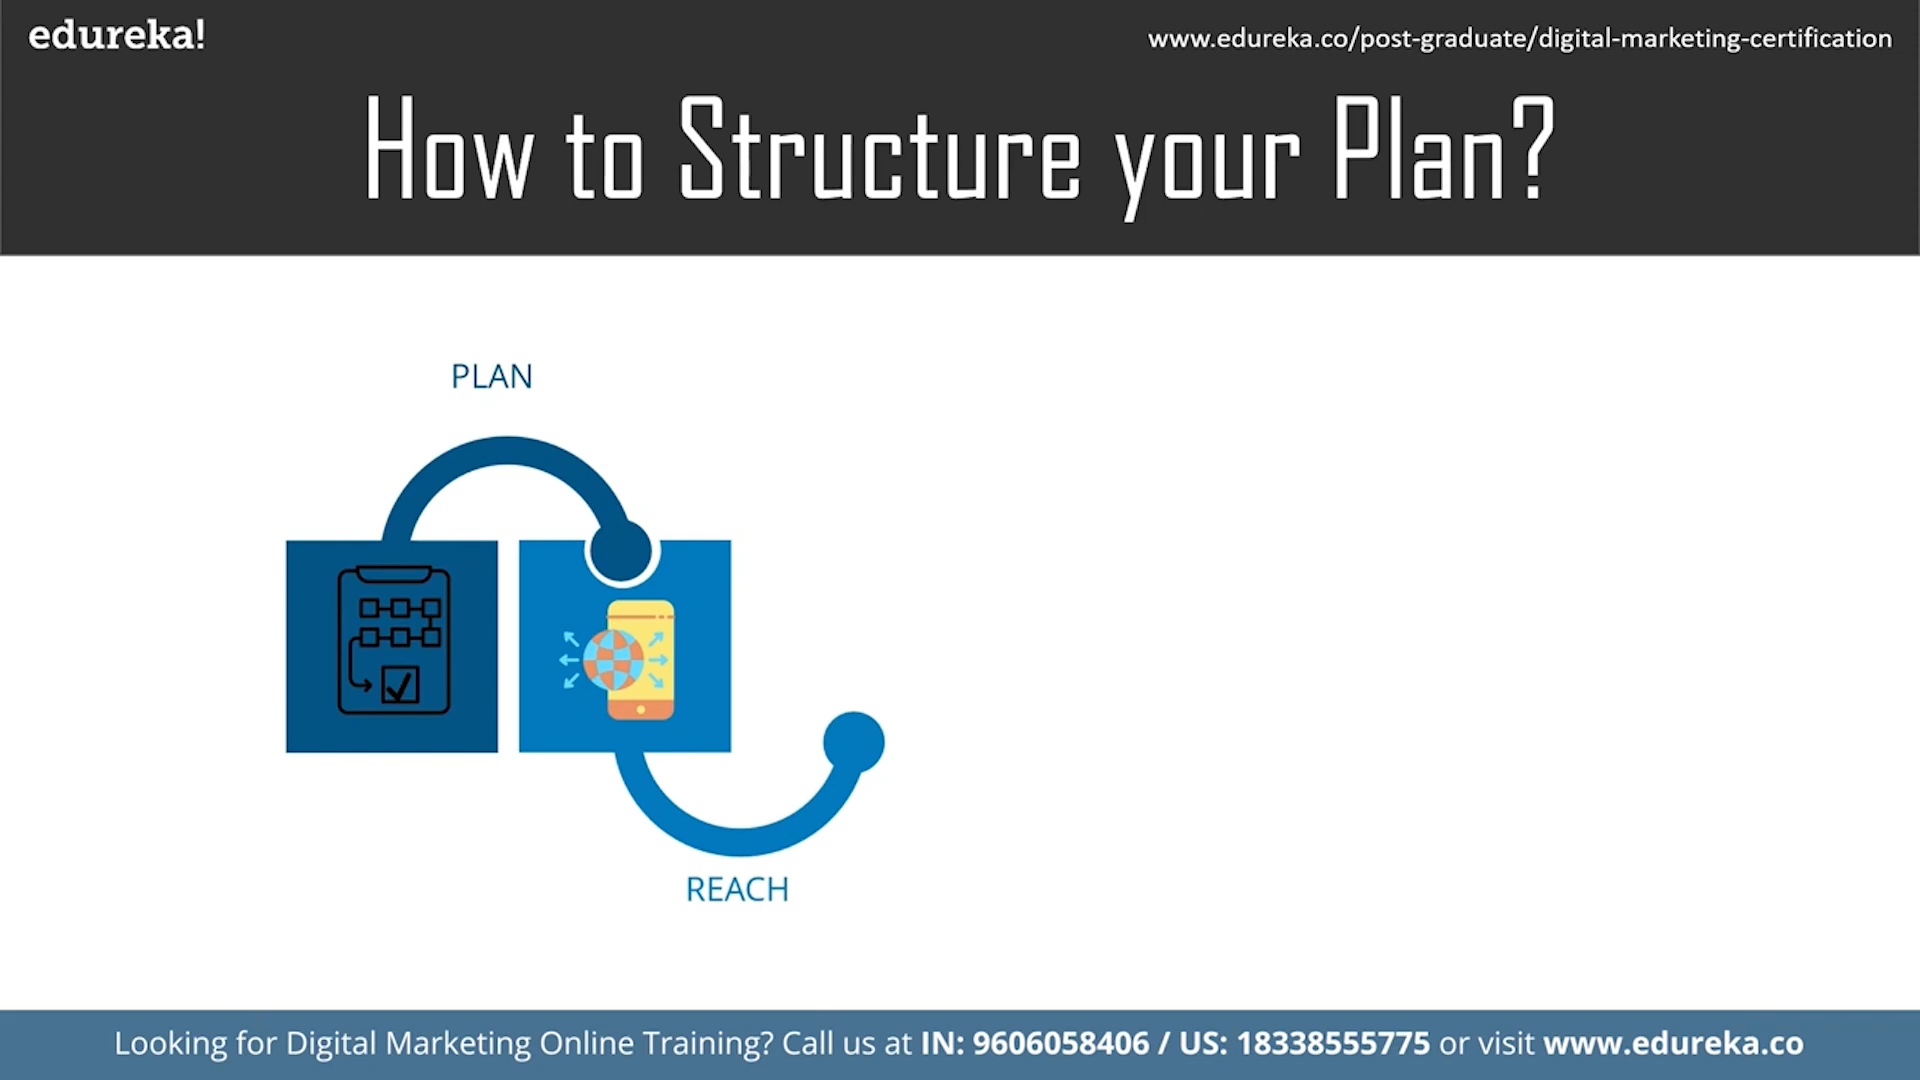 edureka!
www.edureka.co/post-graduate/digital-marketing-certification
How to Structure your Plan?
PLAN
REACH
Looking for Digital Marketing Online Training? Call us at IN: 9606058406 / US: 18338555775 or visit www.edureka.co